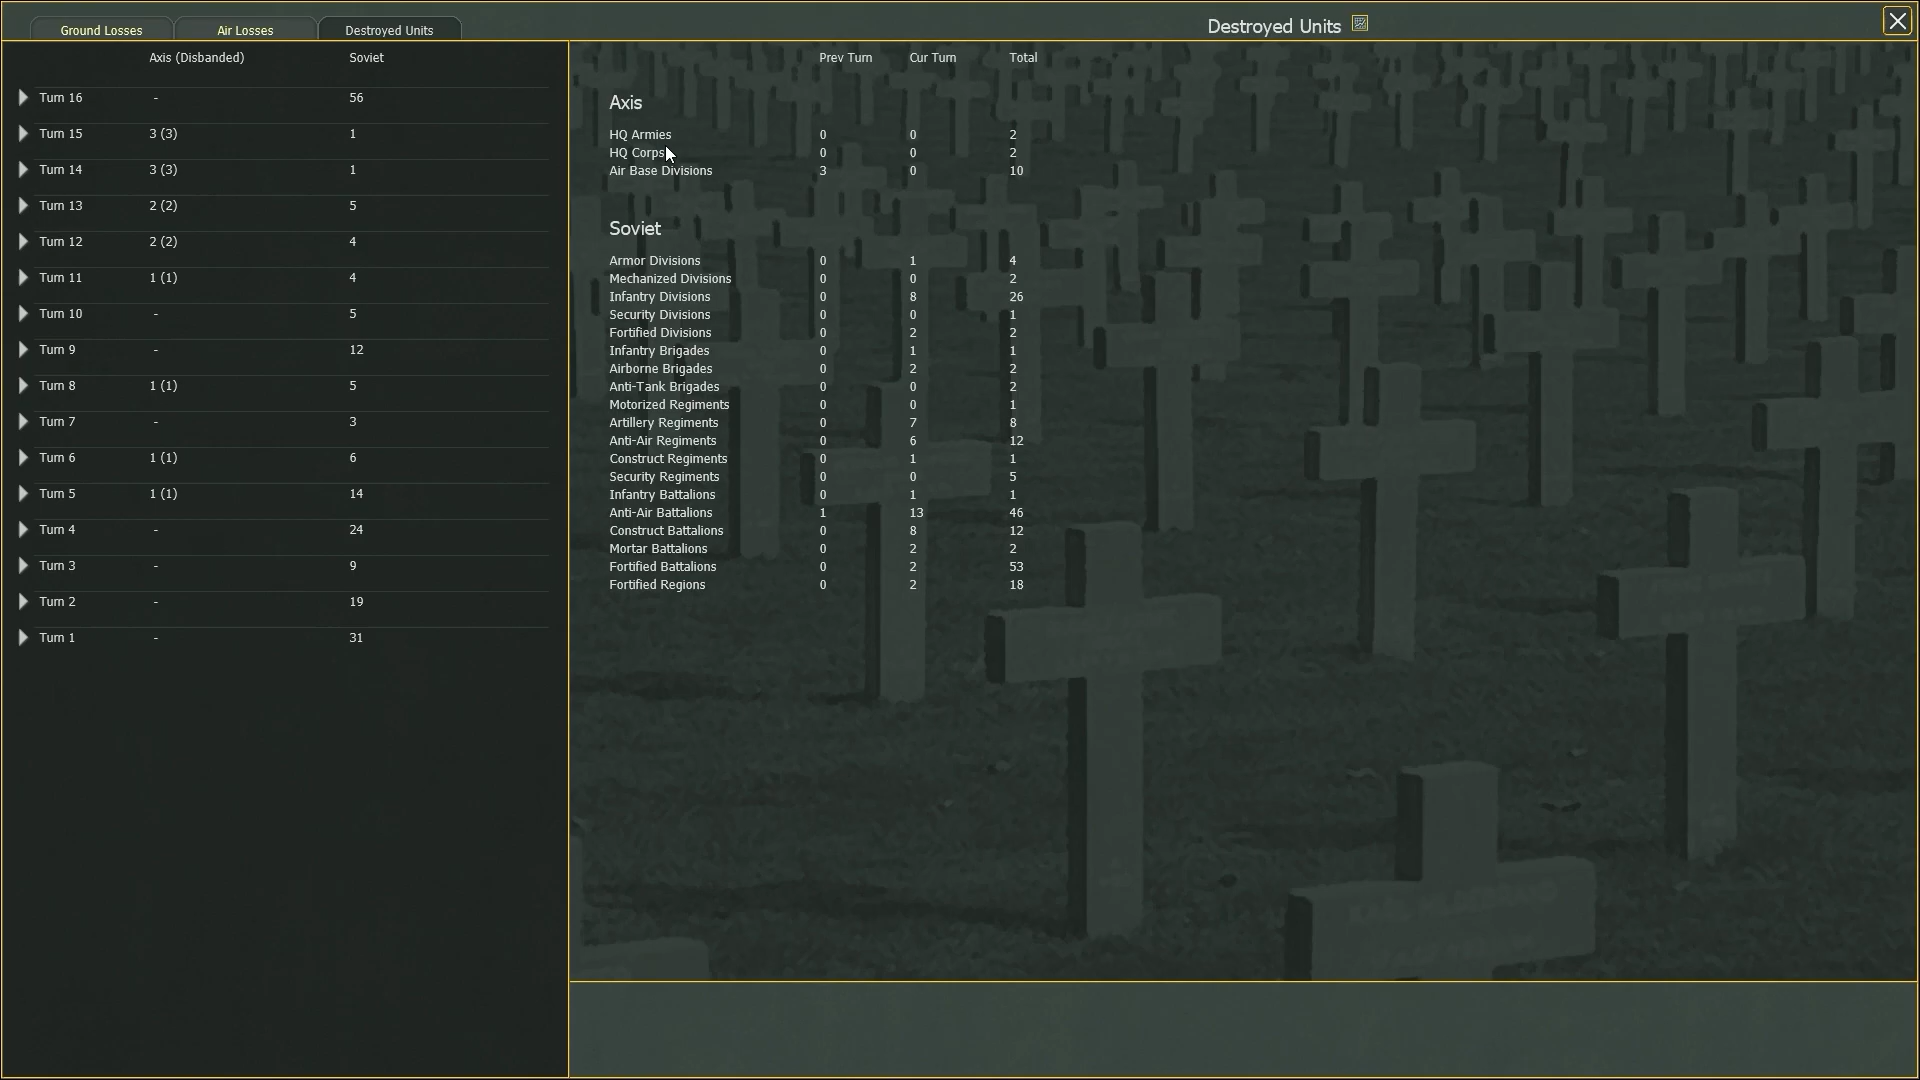 Ground Losses Air Losses Destroyed Units
Destroyed Units
Axis (Disbanded) Soviet
Turn 16 - 56
Turn 15 3 (3) 1
Turn 14 3 (3) 1
Turn 13 2 (2) 5
Turn 12 2 (2) 4
Turn 11 1 (1) 4
Turn 10 - 5
Turn 9 - 12
Turn 8 1 (1) 5
Turn 7 - 3
Turn 6 1 (1) 6
Turn 5 1 (1) 14
Turn 4 - 24
Turn 3 - 9
Turn 2 - 19
Turn 1 - 31
Prev Turn Cur Turn Total
Axis
HQ Armies 0 0 2
HQ Corps 0 0 2
Air Base Divisions 3 0 10
Soviet
Armor Divisions 0 1 4
Mechanized Divisions 0 0 2
Infantry Divisions 0 8 26
Security Divisions 0 0 1
Fortified Divisions 0 2 2
Infantry Brigades 0 1 1
Airborne Brigades 0 2 2
Anti-Tank Brigades 0 0 2
Motorized Regiments 0 0 1
Artillery Regiments 0 7 8
Anti-Air Regiments 0 6 12
Construct Regiments 0 1 1
Security Regiments 0 0 5
Infantry Battalions 0 1 1
Anti-Air Battalions 1 13 46
Construct Battalions 0 8 12
Mortar Battalions 0 2 2
Fortified Battalions 0 2 53
Fortified Regions 0 2 18